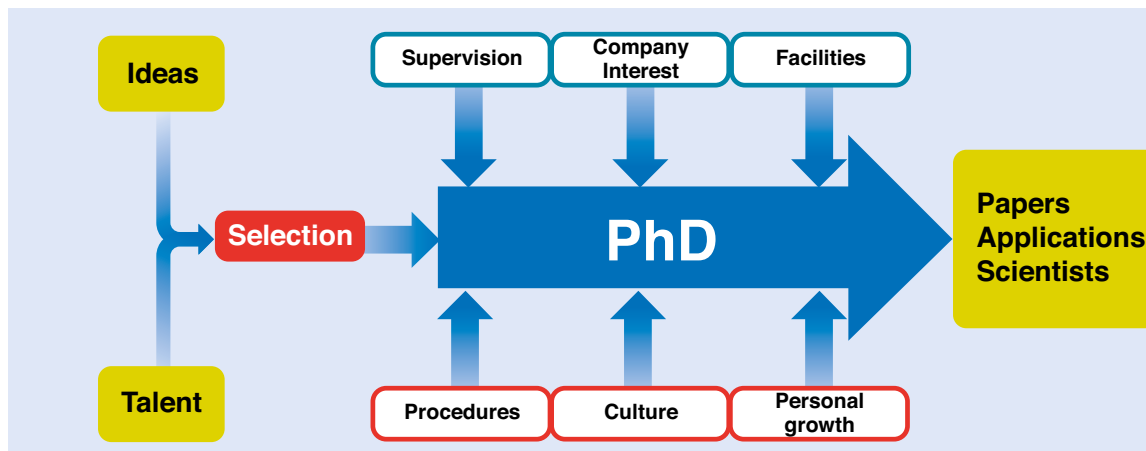 Ideas
Supervision
Company
Interest
Facilities
Selection
PhD
Papers
Applications
Scientists
Talent
Procedures
Culture
Personal
growth